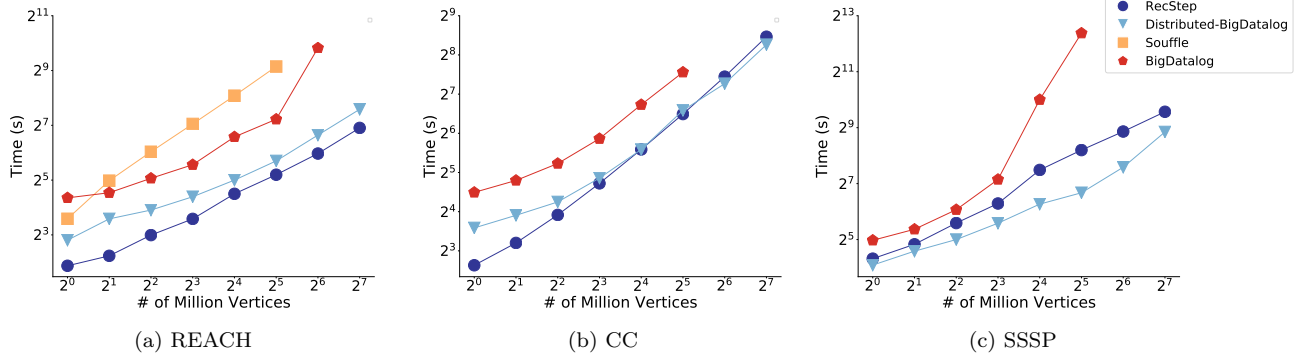 RecStep
Distributed-BigDatalog
Souffle
BigDatalog
Time (s)
2^11
2^9
2^7
2^5
2^3
2^0 2^1 2^2 2^3 2^4 2^5 2^6 2^7
# of Million Vertices
(a) REACH
Time (s)
2^9
2^8
2^7
2^6
2^5
2^4
2^3
2^0 2^1 2^2 2^3 2^4 2^5 2^6 2^7
# of Million Vertices
(b) CC
Time (s)
2^13
2^11
2^9
2^7
2^5
2^0 2^1 2^2 2^3 2^4 2^5 2^6 2^7
# of Million Vertices
(c) SSSP